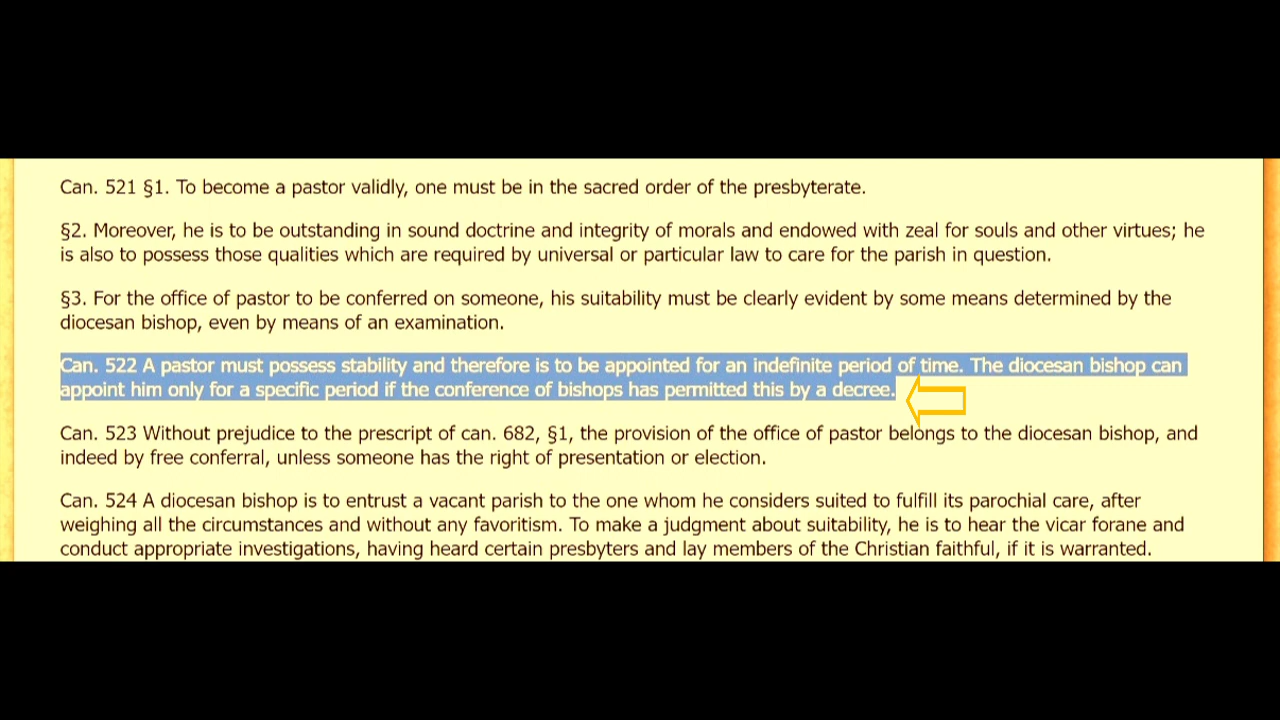 Can. 521 §1. To become a pastor validly, one must be in the sacred order of the presbyterate.
§2. Moreover, he is to be outstanding in sound doctrine and integrity of morals and endowed with zeal for souls and other virtues; he
is also to possess those qualities which are required by universal or particular law to care for the parish in question.
§3. For the office of pastor to be conferred on someone, his suitability must be clearly evident by some means determined by the
diocesan bishop, even by means of an examination.
Can. 522 A pastor must possess stability and therefore is to be appointed for an indefinite period of time. The diocesan bishop can
appoint him only for a specific period if the conference of bishops has permitted this by a decree.
Can. 523 Without prejudice to the prescript of can. 682, §1, the provision of the office of pastor belongs to the diocesan bishop, and
indeed by free conferral, unless someone has the right of presentation or election.
Can. 524 A diocesan bishop is to entrust a vacant parish to the one whom he considers suited to fulfill its parochial care, after
weighing all the circumstances and without any favoritism. To make a judgment about suitability, he is to hear the vicar forane and
conduct appropriate investigations, having heard certain presbyters and lay members of the Christian faithful, if it is warranted.